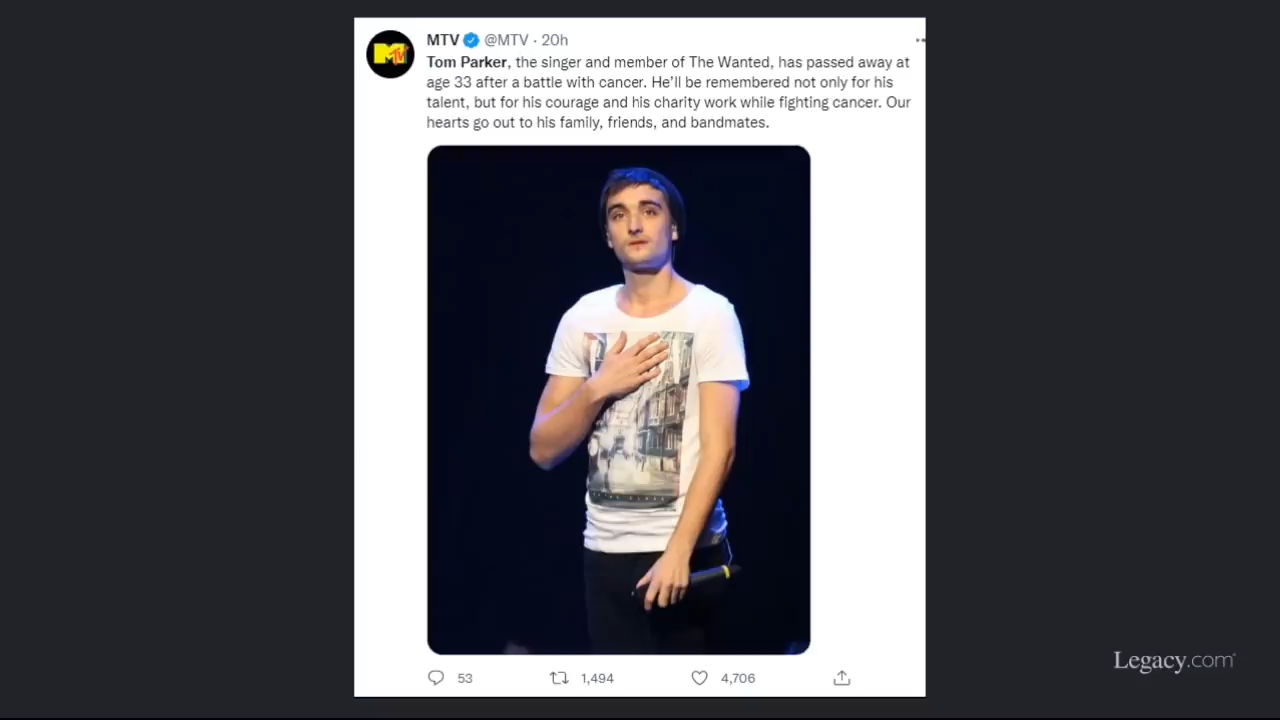 MTV @MTV · 20h
Tom Parker, the singer and member of The Wanted, has passed away at
age 33 after a battle with cancer. He'll be remembered not only for his
talent, but for his courage and his charity work while fighting cancer. Our
hearts go out to his family, friends, and bandmates.
53 1,494 4,706
Legacy.com